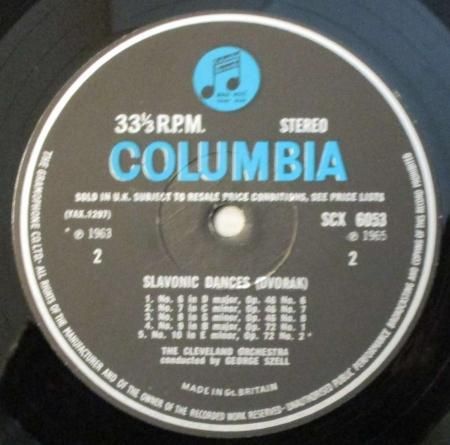 33⅓ R.P.M. STEREO
COLUMBIA
SOLD IN U.K. SUBJECT TO RESALE PRICE CONDITIONS, SEE PRICE LISTS
(YAX.1297) SCX 6053
* ℗ 1963 ℗ 1965
2 2
SLAVONIC DANCES (DVORAK)
1. No. 6 in D major, Op. 46 No. 6
2. No. 7 in C minor, Op. 46 No. 7
3. No. 8 in G minor, Op. 46 No. 8
4. No. 9 in B major, Op. 72 No. 1
5. No. 10 in E minor, Op. 72 No. 2*
THE CLEVELAND ORCHESTRA
conducted by GEORGE SZELL
MADE IN Gt. BRITAIN
THE GRAMOPHONE CO. LTD.- ALL RIGHTS OF THE MANUFACTURER AND OF THE OWNER OF THE RECORDED WORK RESERVED- UNAUTHORISED PUBLIC PERFORMANCE BROADCASTING AND COPYING OF THIS RECORD PROHIBITED